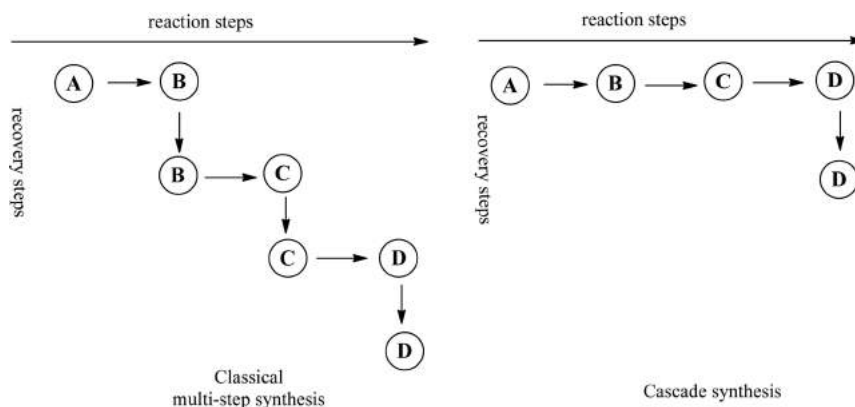 reaction steps
recovery steps
A
B
B
C
C
D
D
Classical
multi-step synthesis
reaction steps
recovery steps
A
B
C
D
D
Cascade synthesis